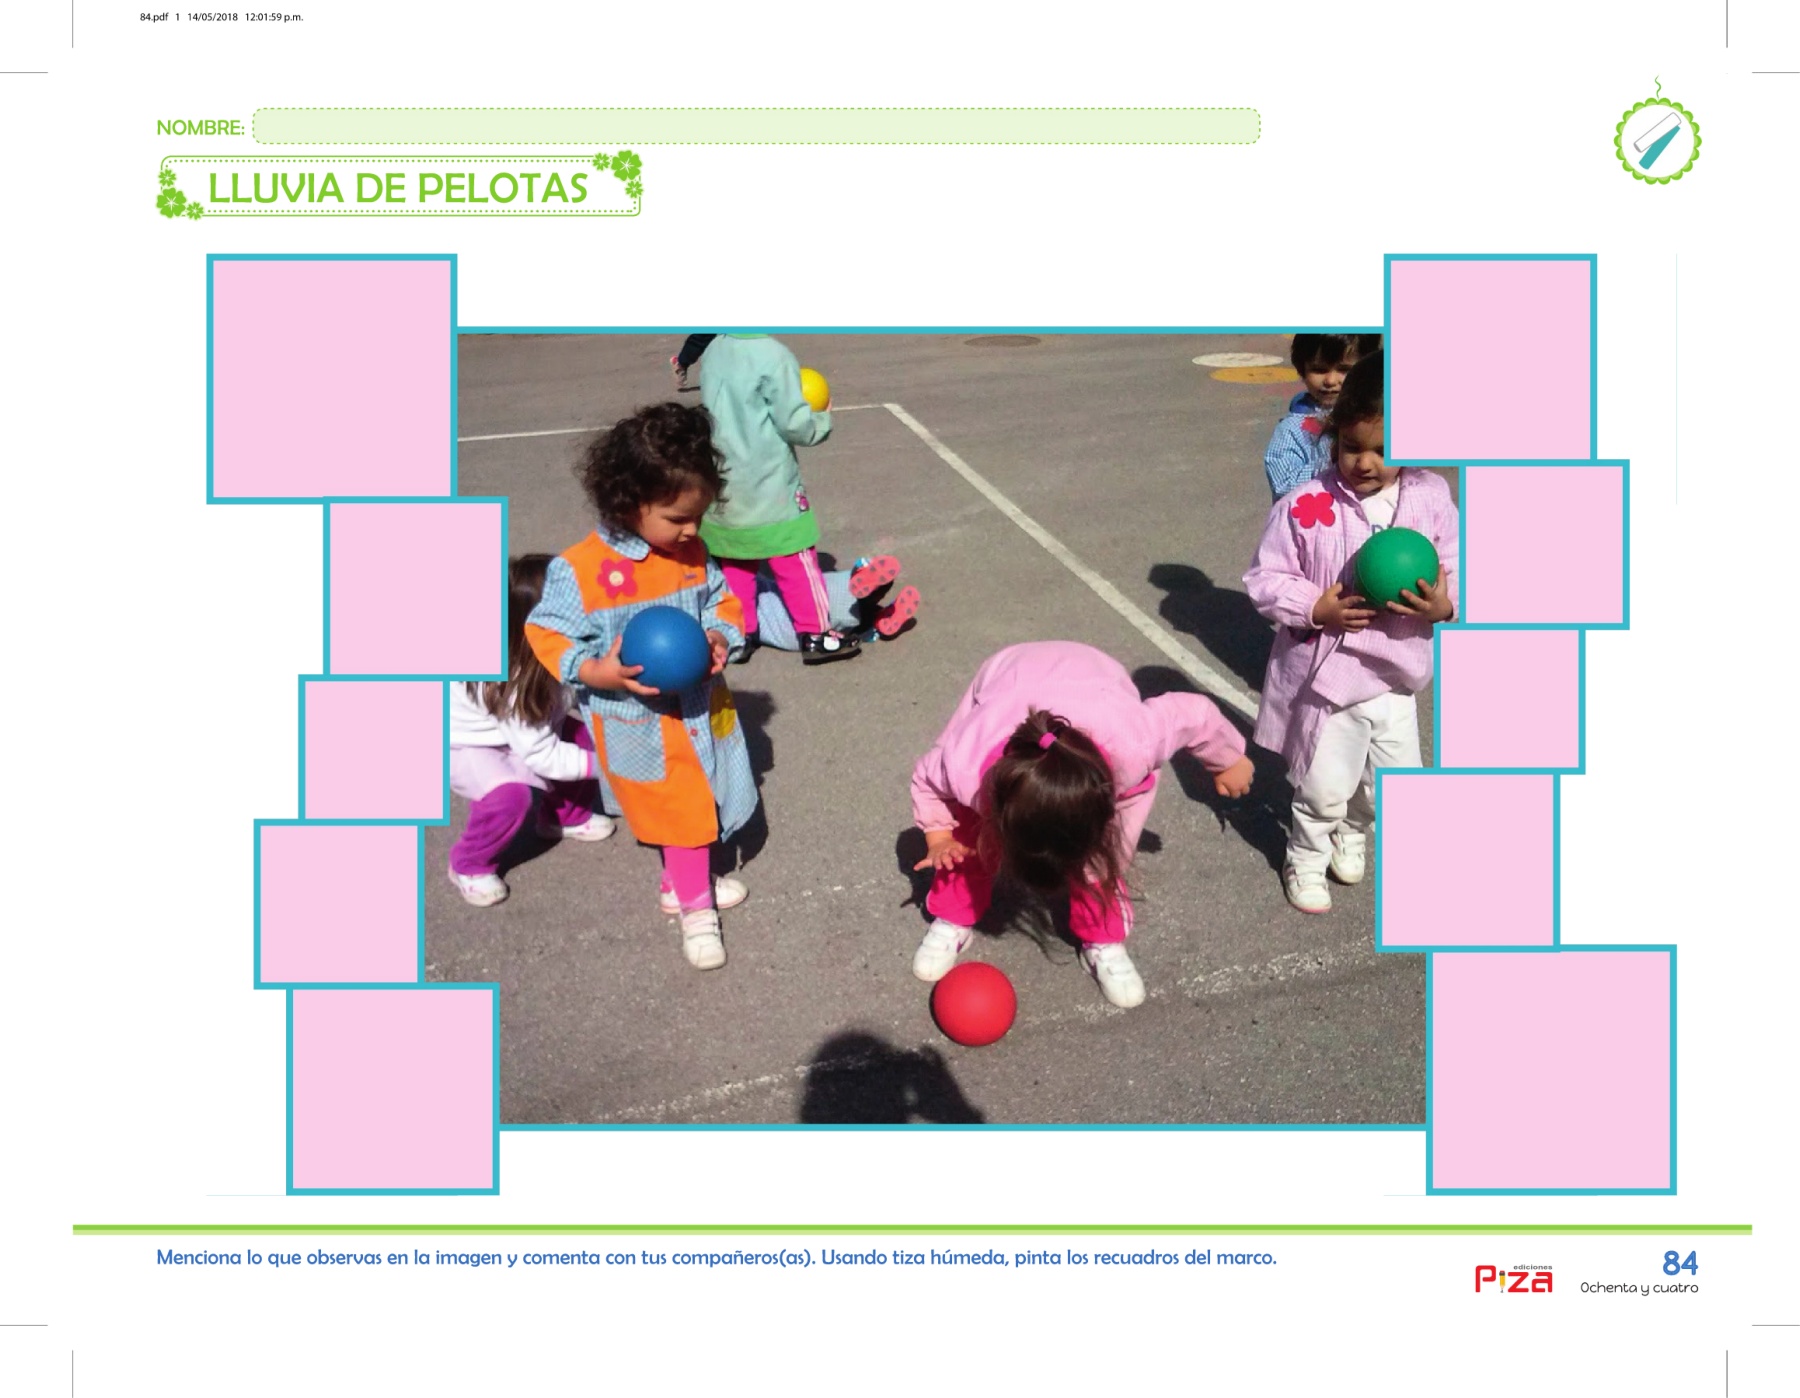 84.pdf 1 14/05/2018 12:01:59 p.m.
NOMBRE:
LLUVIA DE PELOTAS
Menciona lo que observas en la imagen y comenta con tus compañeros(as). Usando tiza húmeda, pinta los recuadros del marco.
ediciones
Piza
84
Ochenta y cuatro